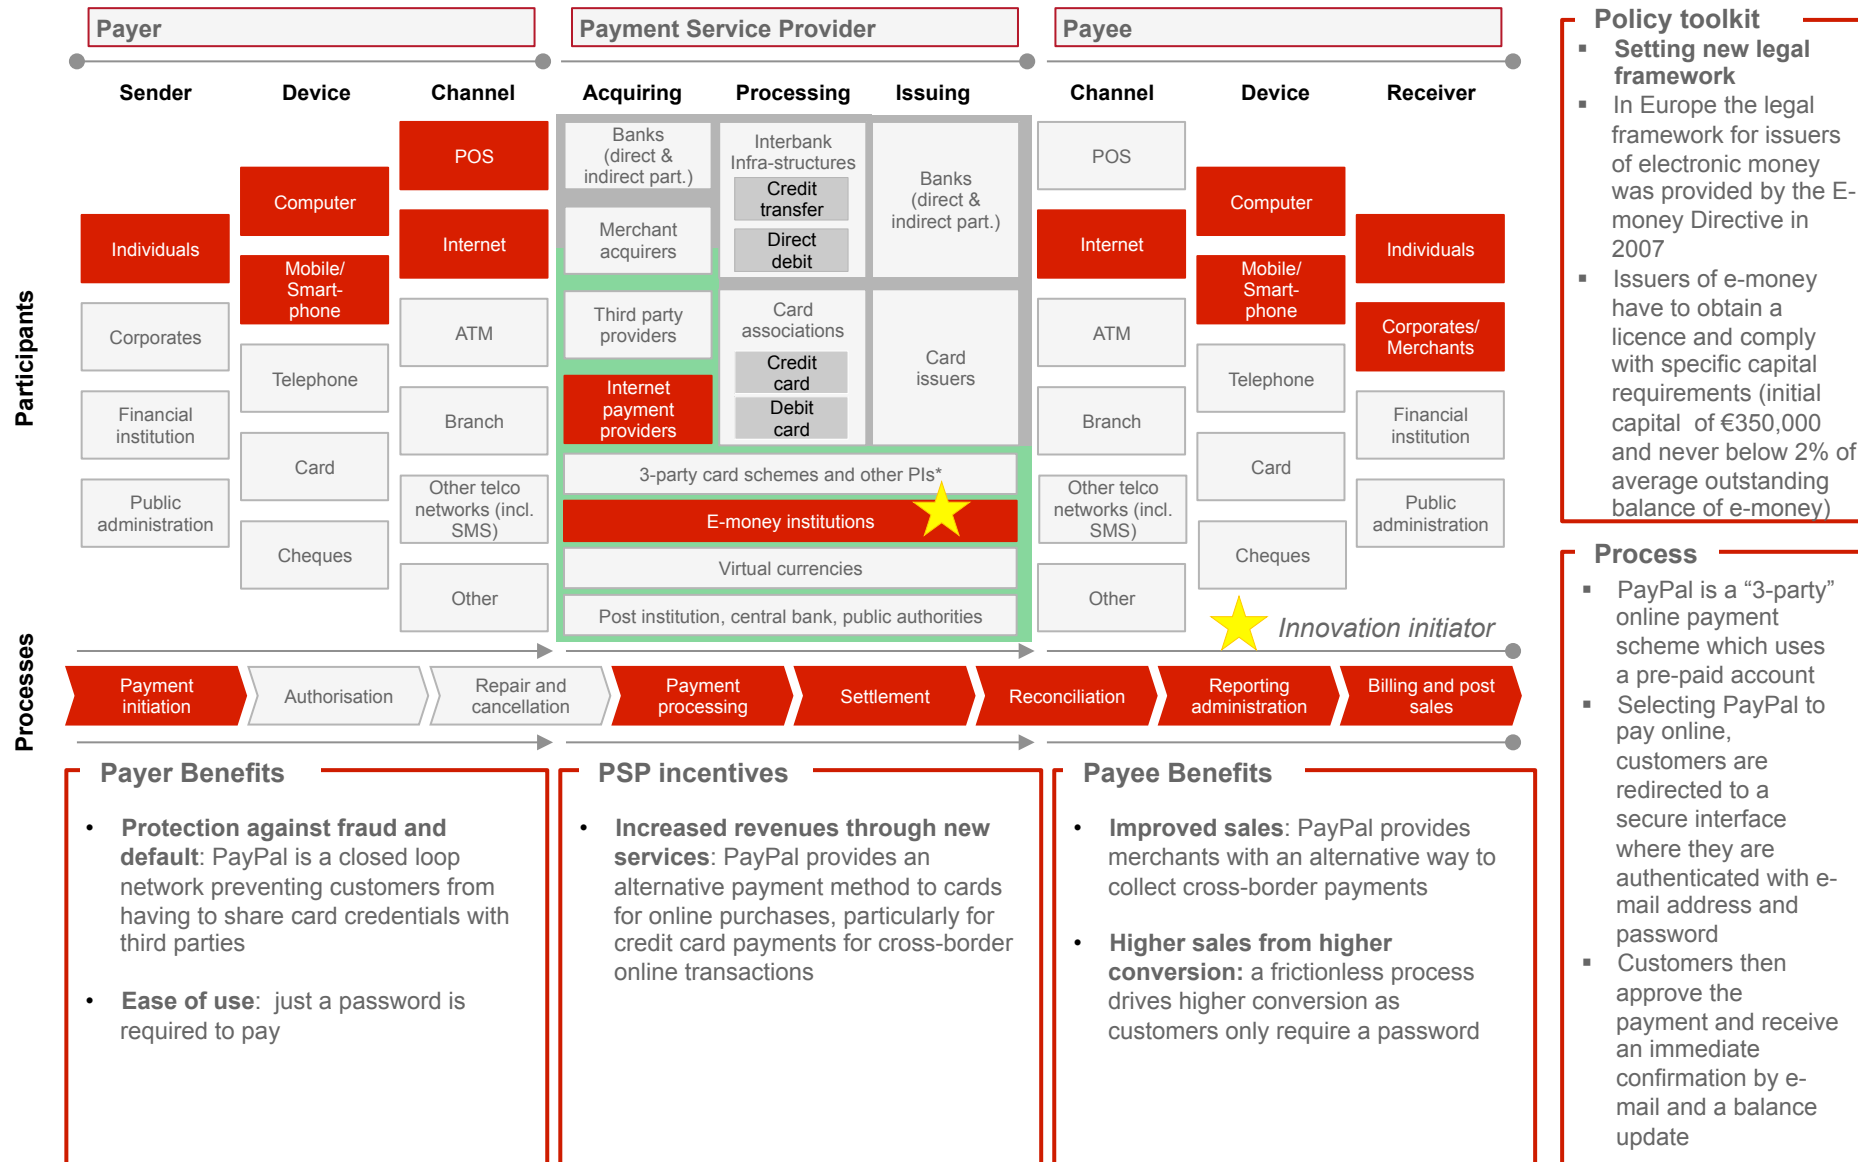 Payer
Payment Service Provider
Payee
Sender
Device
Channel
Acquiring
Processing
Issuing
Channel
Device
Receiver
Participants
Individuals
Corporates
Financial
institution
Public
administration
Computer
Mobile/
Smart-
phone
Telephone
Card
Cheques
POS
Internet
ATM
Branch
Other telco
networks (incl.
SMS)
Other
Banks
(direct &
indirect part.)
Merchant
acquirers
Third party
providers
Internet
payment
providers
Interbank
Infra-structures
Credit
transfer
Direct
debit
Card
associations
Credit
card
Debit
card
Banks
(direct &
indirect part.)
Card
issuers
3-party card schemes and other PIs*
E-money institutions
Virtual currencies
Post institution, central bank, public authorities
POS
Internet
ATM
Branch
Other telco
networks (incl.
SMS)
Other
Computer
Mobile/
Smart-
phone
Telephone
Card
Cheques
Individuals
Corporates/
Merchants
Financial
institution
Public
administration
Innovation initiator
Processes
Payment
initiation
Authorisation
Repair and
cancellation
Payment
processing
Settlement
Reconciliation
Reporting
administration
Billing and post
sales
Payer Benefits
• Protection against fraud and
default: PayPal is a closed loop
network preventing customers from
having to share card credentials with
third parties
• Ease of use:  just a password is
required to pay
PSP incentives
• Increased revenues through new
services: PayPal provides an
alternative payment method to cards
for online purchases, particularly for
credit card payments for cross-border
online transactions
Payee Benefits
• Improved sales: PayPal provides
merchants with an alternative way to
collect cross-border payments
• Higher sales from higher
conversion: a frictionless process
drives higher conversion as
customers only require a password
Policy toolkit
▪ Setting new legal
framework
▪ In Europe the legal
framework for issuers
of electronic money
was provided by the E-
money Directive in
2007
▪ Issuers of e-money
have to obtain a
licence and comply
with specific capital
requirements (initial
capital  of €350,000
and never below 2% of
average outstanding
balance of e-money)
Process
▪ PayPal is a “3-party”
online payment
scheme which uses
a pre-paid account
▪ Selecting PayPal to
pay online,
customers are
redirected to a
secure interface
where they are
authenticated with e-
mail address and
password
▪ Customers then
approve the
payment and receive
an immediate
confirmation by e-
mail and a balance
update